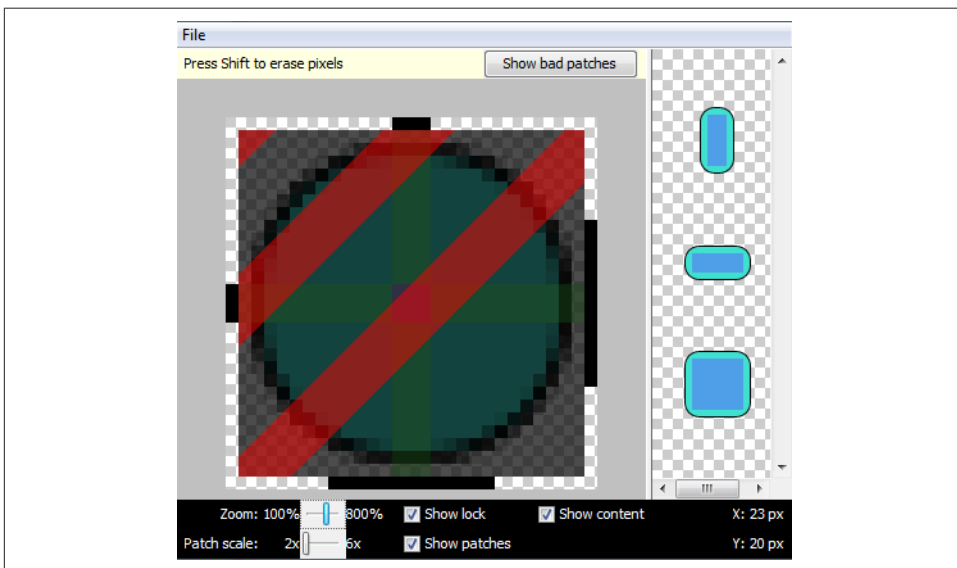 File
Press Shift to erase pixels Show bad patches
Zoom: 100% 800% Show lock Show content X: 23 px
Patch scale: 2x 6x Show patches Y: 20 px